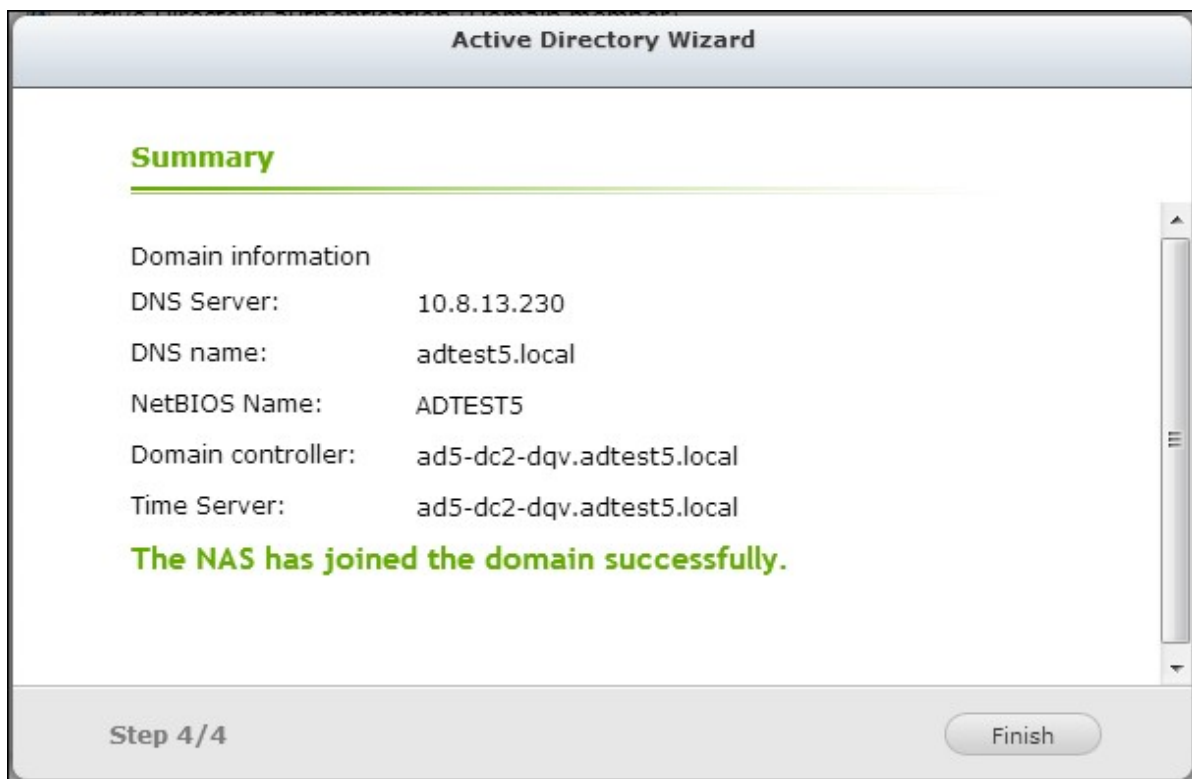 Active Directory Wizard
Summary
Domain information
DNS Server: 10.8.13.230
DNS name: adtest5.local
NetBIOS Name: ADTEST5
Domain controller: ad5-dc2-dqv.adtest5.local
Time Server: ad5-dc2-dqv.adtest5.local
The NAS has joined the domain successfully.
Step 4/4
Finish